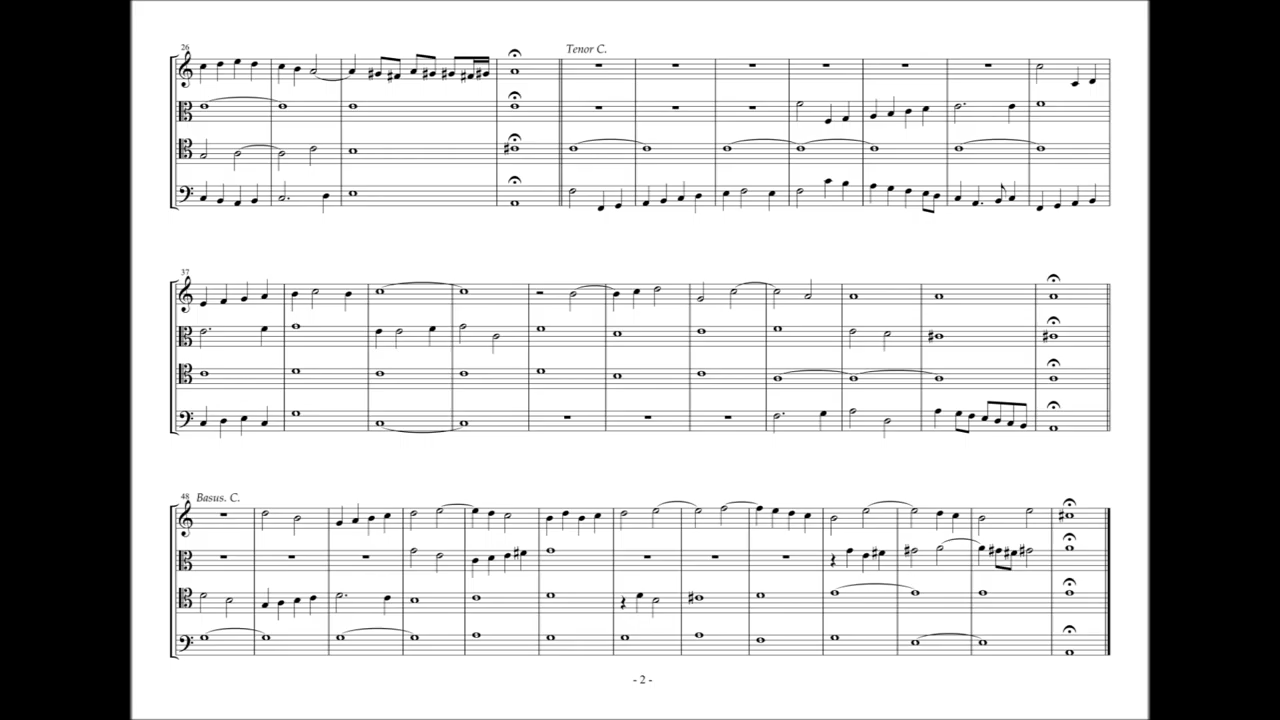 26
Tenor C.
37
48
Basus. C.
- 2 -